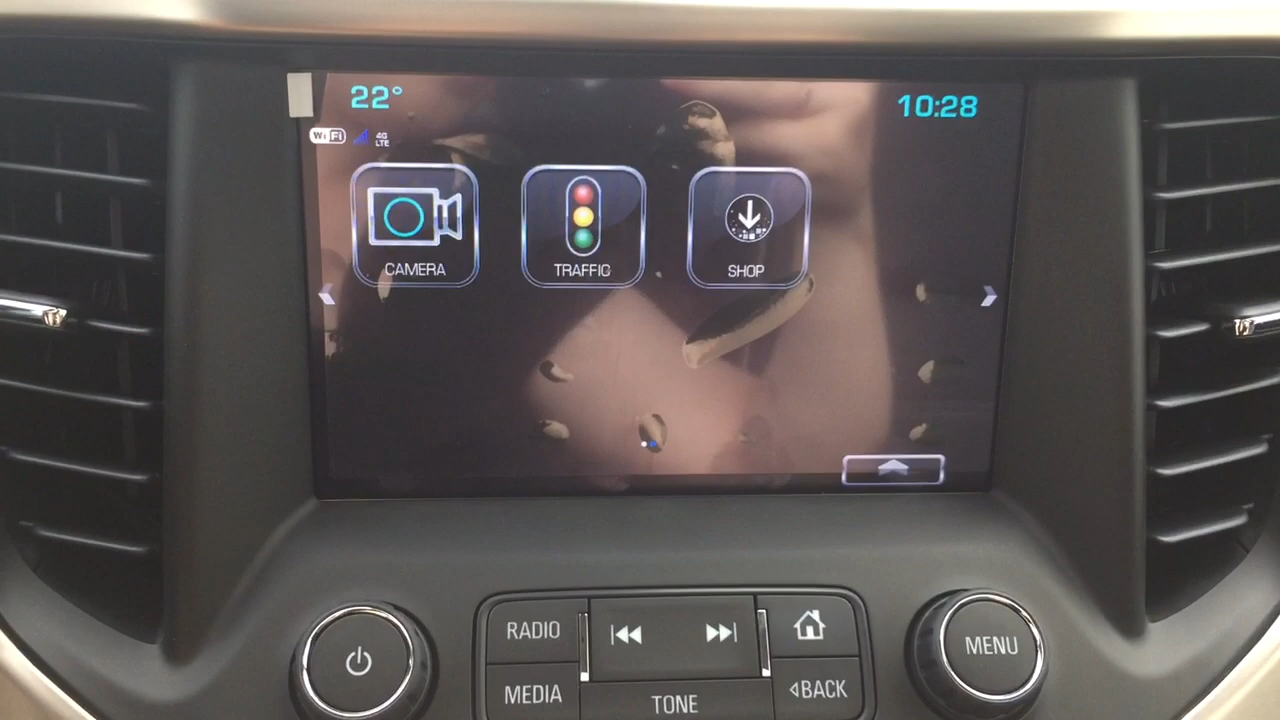 22°
10:28
WiFi
4G
LTE
CAMERA
TRAFFIC
SHOP
RADIO
MEDIA
TONE
BACK
MENU